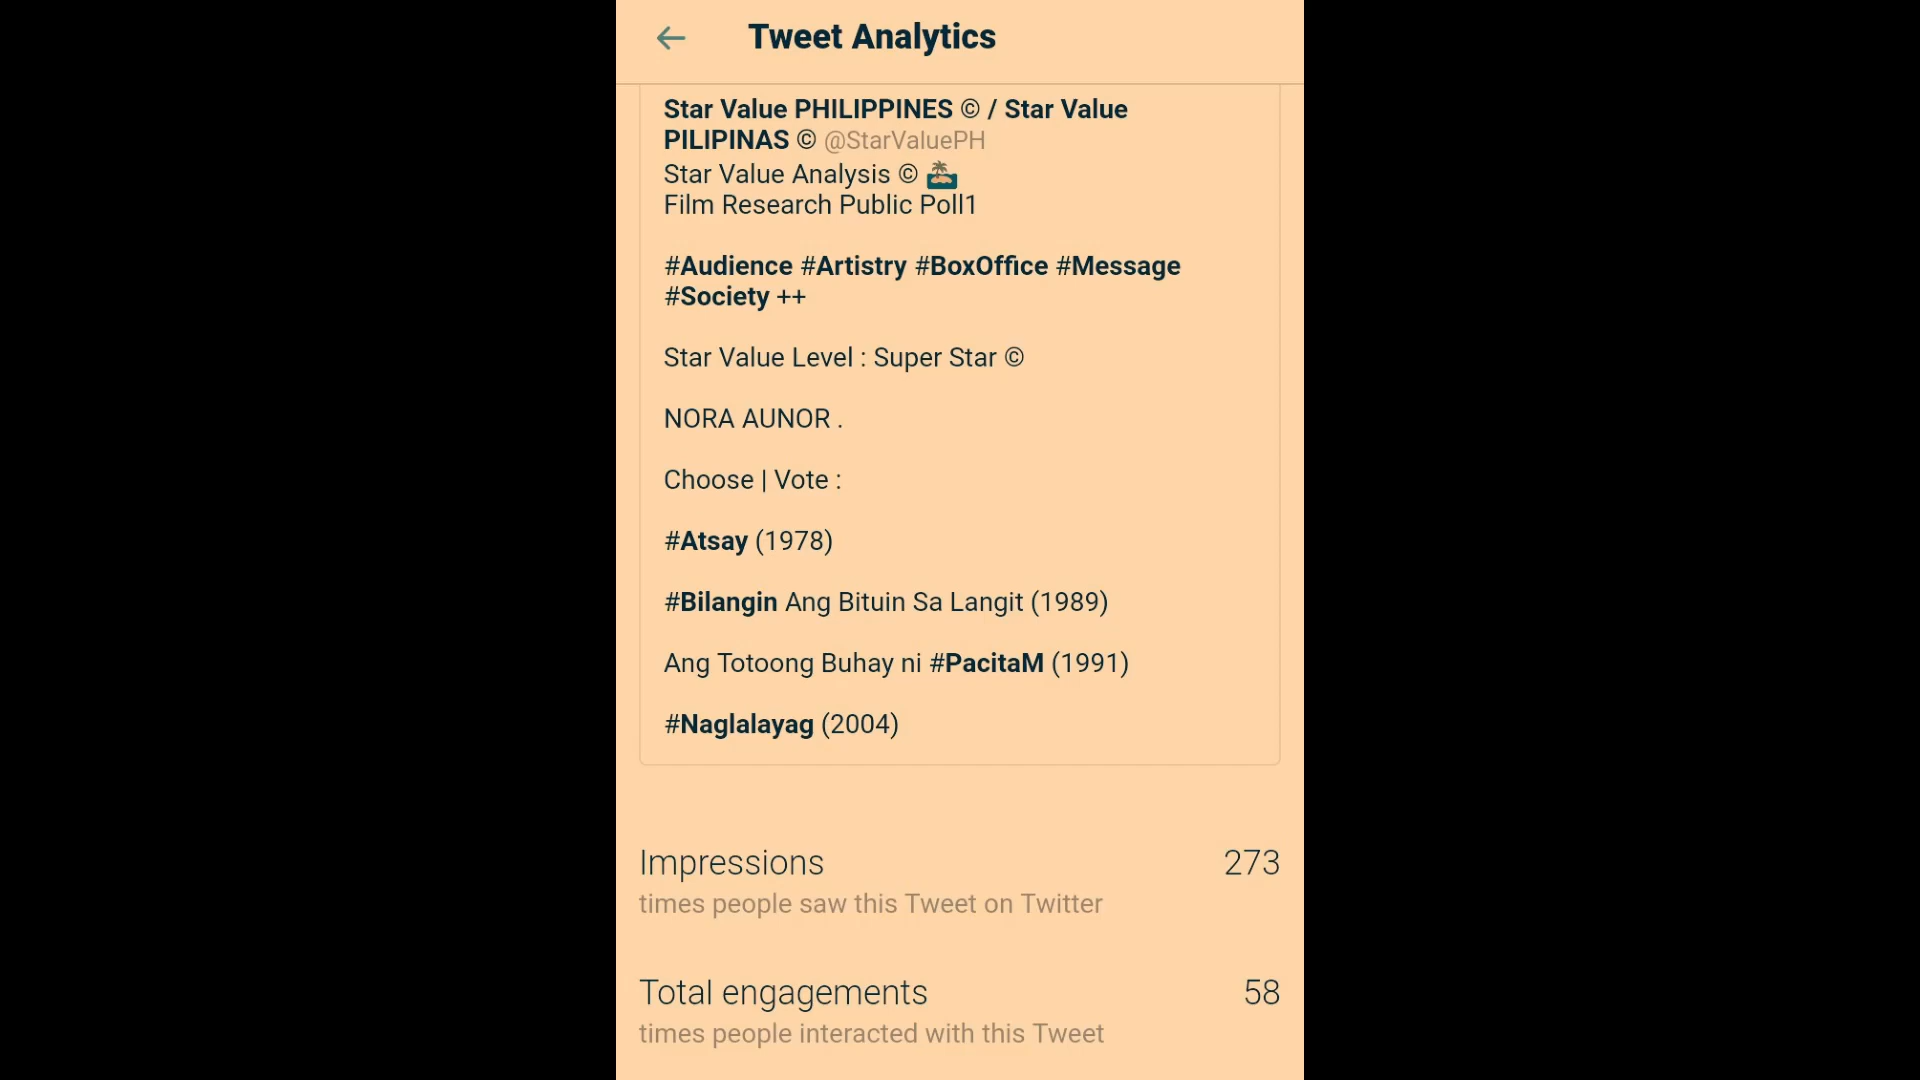 Tweet Analytics
Star Value PHILIPPINES © / Star Value
PILIPINAS © @StarValuePH
Star Value Analysis © 🏝
Film Research Public Poll1
#Audience #Artistry #BoxOffice #Message
#Society ++
Star Value Level : Super Star ©
NORA AUNOR .
Choose | Vote :
#Atsay (1978)
#Bilangin Ang Bituin Sa Langit (1989)
Ang Totoong Buhay ni #PacitaM (1991)
#Naglalayag (2004)
Impressions 273
times people saw this Tweet on Twitter
Total engagements 58
times people interacted with this Tweet